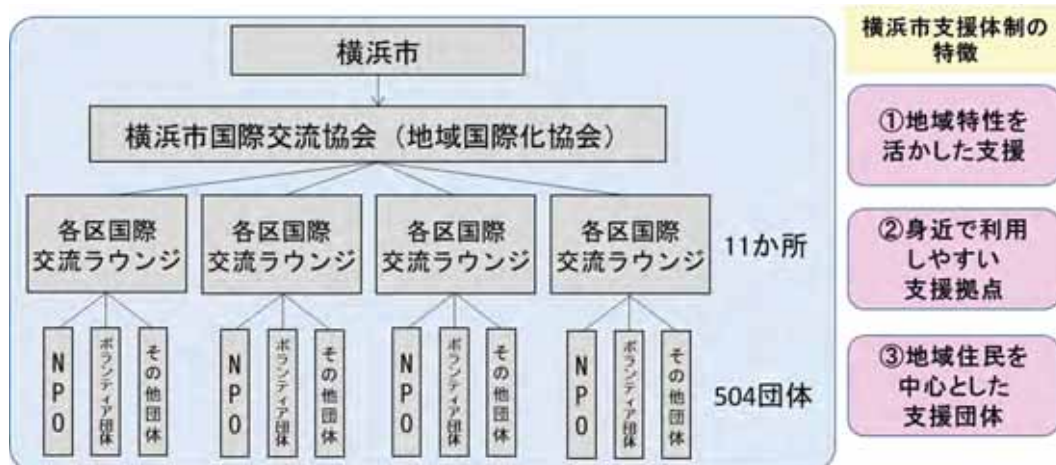 横浜市
横浜市国際交流協会（地域国際化協会）
各区国際
交流ラウンジ
各区国際
交流ラウンジ
各区国際
交流ラウンジ
各区国際
交流ラウンジ
11か所
NPO
ボランティア団体
その他団体
NPO
ボランティア団体
その他団体
NPO
ボランティア団体
その他団体
NPO
ボランティア団体
その他団体
504団体
横浜市支援体制の
特徴
①地域特性を
活かした支援
②身近で利用
しやすい
支援拠点
③地域住民を
中心とした
支援団体